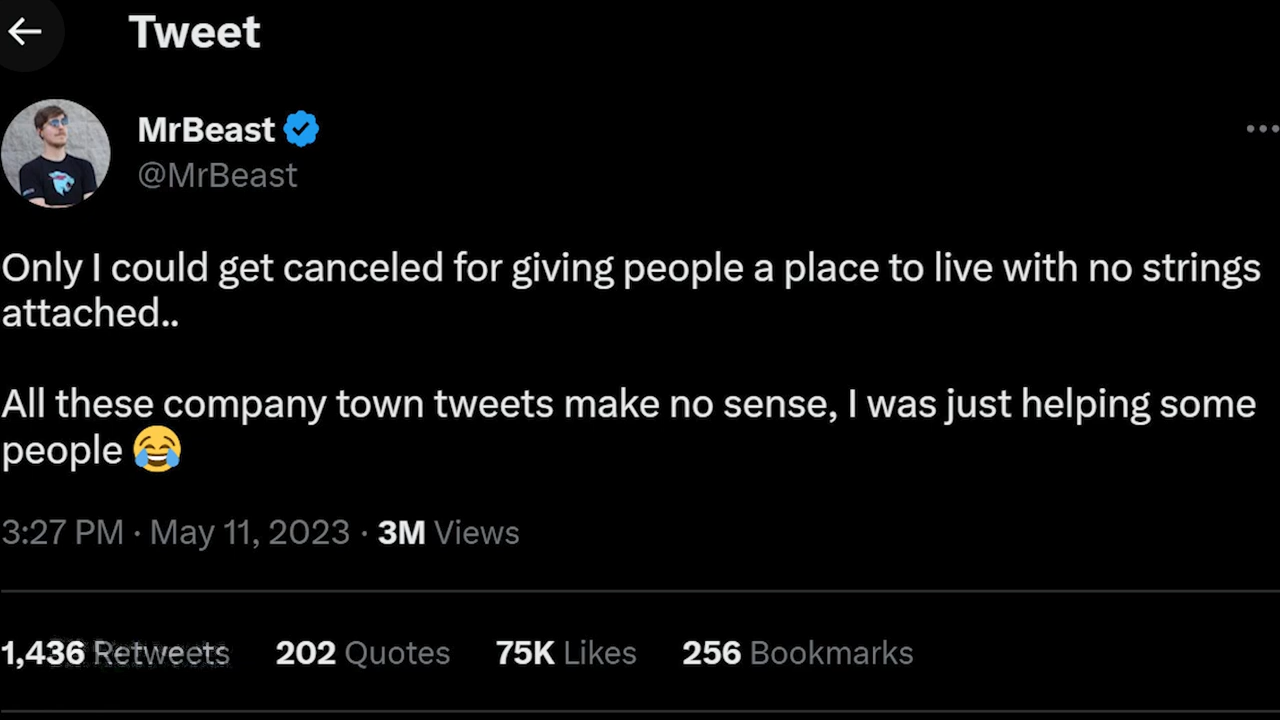 Tweet
MrBeast
@MrBeast
Only I could get canceled for giving people a place to live with no strings
attached..
All these company town tweets make no sense, I was just helping some
people 😂
3:27 PM · May 11, 2023 · 3M Views
1,436 Retweets 202 Quotes 75K Likes 256 Bookmarks